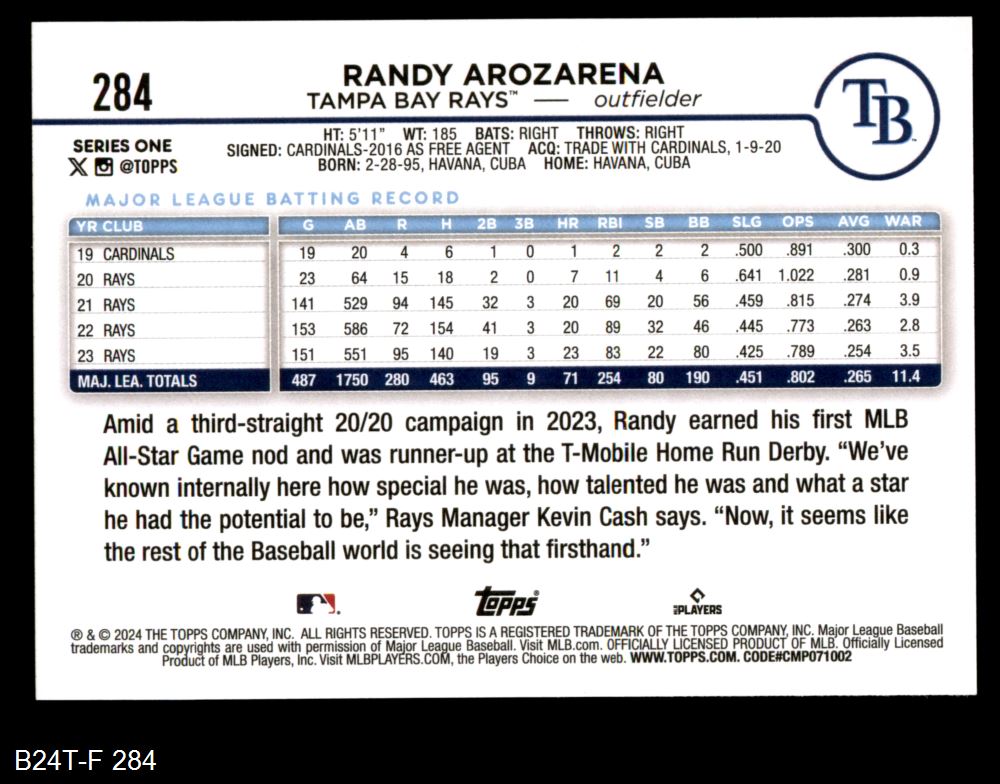 284
RANDY AROZARENA
TAMPA BAY RAYS™ — outfielder
TB
SERIES ONE
@TOPPS
HT: 5'11" WT: 185 BATS: RIGHT THROWS: RIGHT
SIGNED: CARDINALS-2016 AS FREE AGENT ACQ: TRADE WITH CARDINALS, 1-9-20
BORN: 2-28-95, HAVANA, CUBA HOME: HAVANA, CUBA
MAJOR LEAGUE BATTING RECORD
YR CLUB G AB R H 2B 3B HR RBI SB BB SLG OPS AVG WAR
19 CARDINALS 19 20 4 6 1 0 1 2 2 2 .500 .891 .300 0.3
20 RAYS 23 64 15 18 2 0 7 11 4 6 .641 1.022 .281 0.9
21 RAYS 141 529 94 145 32 3 20 69 20 56 .459 .815 .274 3.9
22 RAYS 153 586 72 154 41 3 20 89 32 46 .445 .773 .263 2.8
23 RAYS 151 551 95 140 19 3 23 83 22 80 .425 .789 .254 3.5
MAJ. LEA. TOTALS 487 1750 280 463 95 9 71 254 80 190 .451 .802 .265 11.4
Amid a third-straight 20/20 campaign in 2023, Randy earned his first MLB
All-Star Game nod and was runner-up at the T-Mobile Home Run Derby. “We’ve
known internally here how special he was, how talented he was and what a star
he had the potential to be,” Rays Manager Kevin Cash says. “Now, it seems like
the rest of the Baseball world is seeing that firsthand.”
Topps®
PLAYERS
® & © 2024 THE TOPPS COMPANY, INC. ALL RIGHTS RESERVED. TOPPS IS A REGISTERED TRADEMARK OF THE TOPPS COMPANY, INC. Major League Baseball
trademarks and copyrights are used with permission of Major League Baseball. Visit MLB.com. OFFICIALLY LICENSED PRODUCT OF MLB. Officially Licensed
Product of MLB Players, Inc. Visit MLBPLAYERS.COM, the Players Choice on the web. WWW.TOPPS.COM. CODE#CMP071002
B24T-F 284